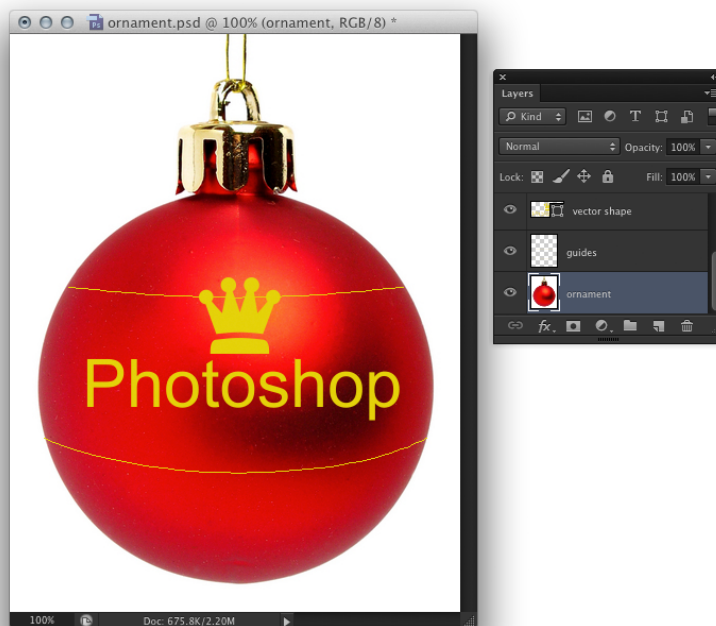 ornament.psd @ 100% (ornament, RGB/8) *
Photoshop
100%
Doc: 675.8K/2.20M
Layers
Kind
Normal
Opacity: 100%
Lock:
Fill: 100%
vector shape
guides
ornament
fx